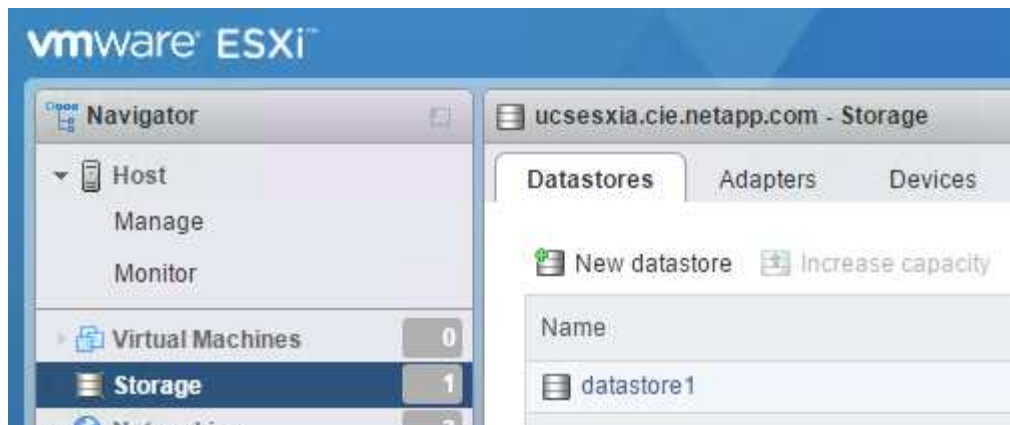 vmware ESXi™
Navigator
Host
Manage
Monitor
Virtual Machines 0
Storage 1
ucsesxia.cie.netapp.com - Storage
Datastores Adapters Devices
New datastore Increase capacity
Name
datastore1